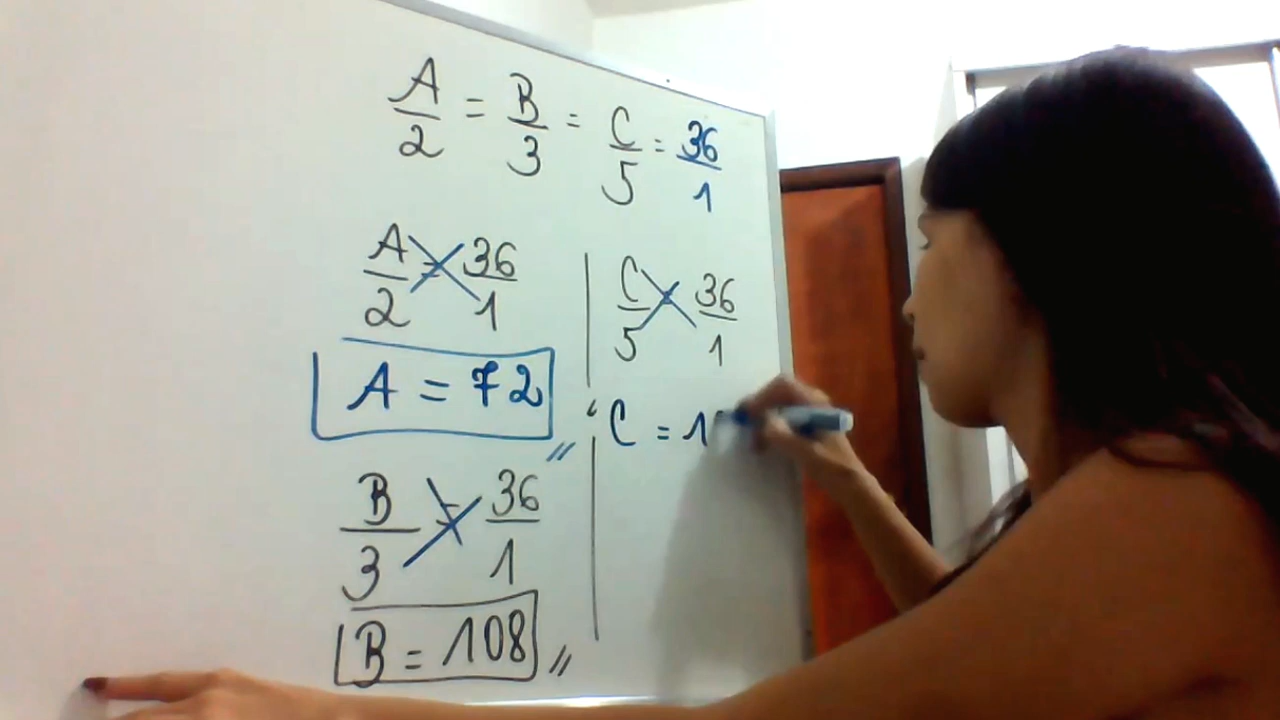 A/2 = B/3 = C/5 = 36/1
A/2 = 36/1
A = 72
B/3 = 36/1
B = 108
C/5 = 36/1
C = 1